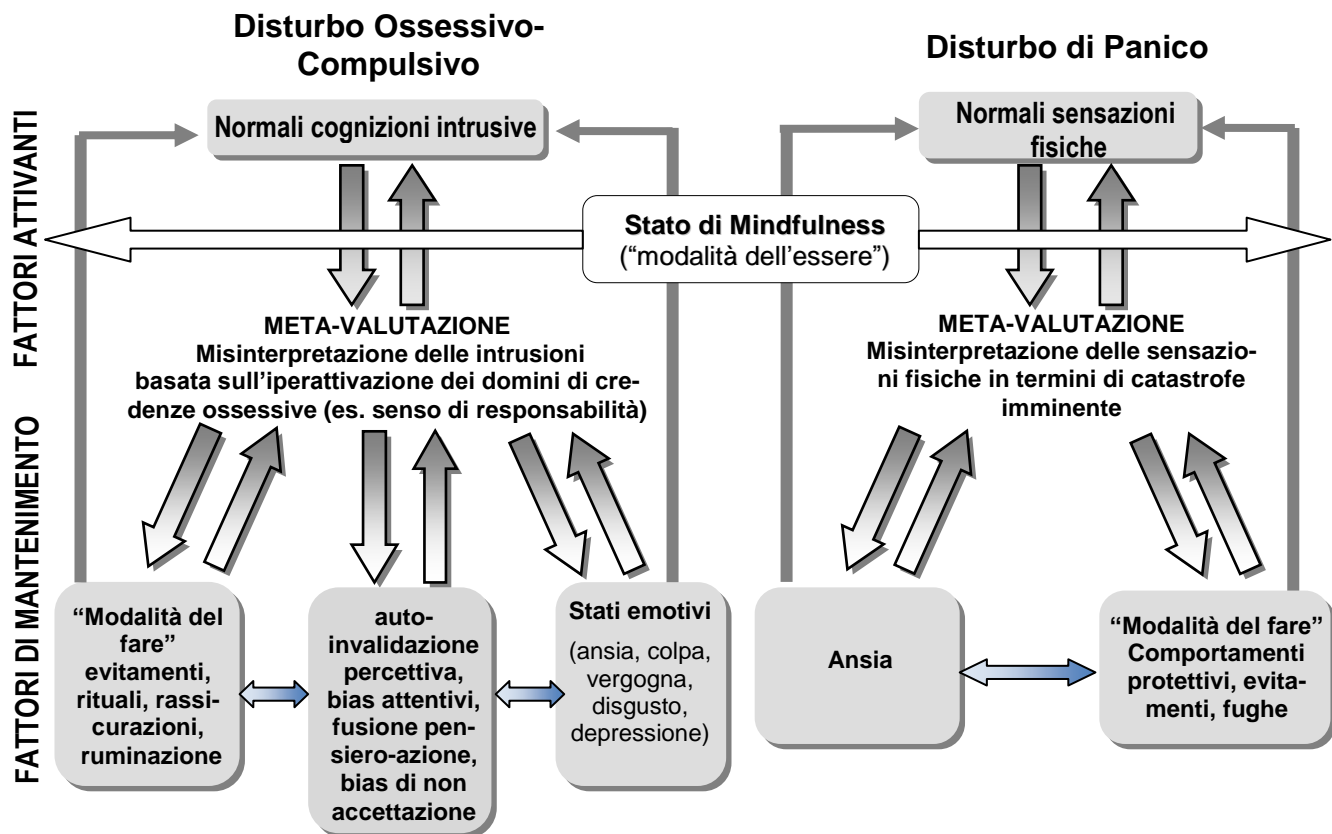 Disturbo Ossessivo-
Compulsivo
Disturbo di Panico
FATTORI ATTIVANTI
Normali cognizioni intrusive
Normali sensazioni
fisiche
Stato di Mindfulness
(“modalità dell’essere”)
META-VALUTAZIONE
Misinterpretazione delle intrusioni
basata sull’iperattivazione dei domini di cre-
denze ossessive (es. senso di responsabilità)
META-VALUTAZIONE
Misinterpretazione delle sensazio-
ni fisiche in termini di catastrofe
imminente
FATTORI DI MANTENIMENTO
“Modalità del
fare”
evitamenti,
rituali, rassi-
curazioni,
ruminazione
auto-
invalidazione
percettiva,
bias attentivi,
fusione pen-
siero-azione,
bias di non
accettazione
Stati emotivi
(ansia, colpa,
vergogna,
disgusto,
depressione)
Ansia
“Modalità del fare”
Comportamenti
protettivi, evita-
menti, fughe